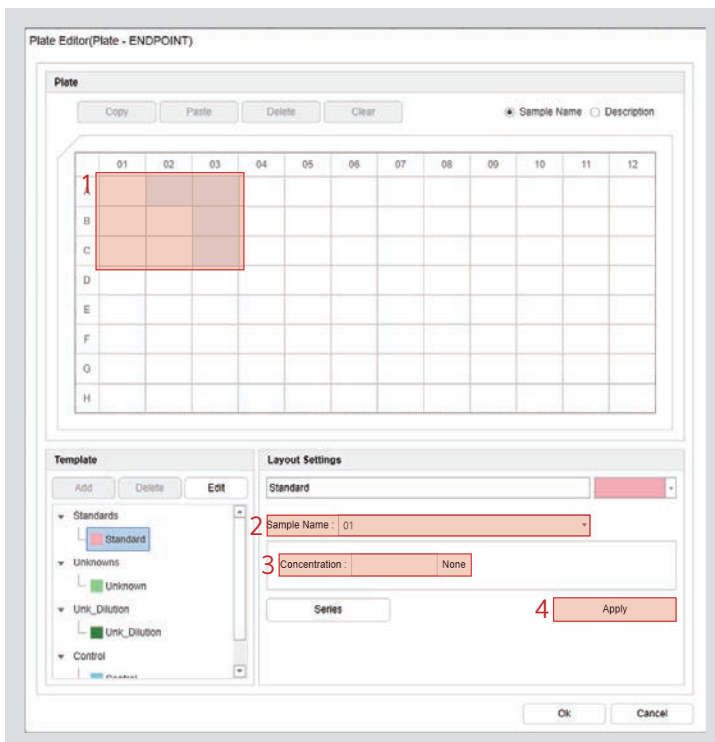 Plate Editor(Plate - ENDPOINT)
Plate
Copy Paste Delete Clear Sample Name Description
01 02 03 04 05 06 07 08 09 10 11 12
1
A
B
C
D
E
F
G
H
Template
Add Delete Edit
Standards
Standard
Unknowns
Unknown
Unk_Dilution
Unk_Dilution
Control
Control
Layout Settings
Standard
2 Sample Name : 01
3 Concentration : None
Series 4 Apply
Ok Cancel